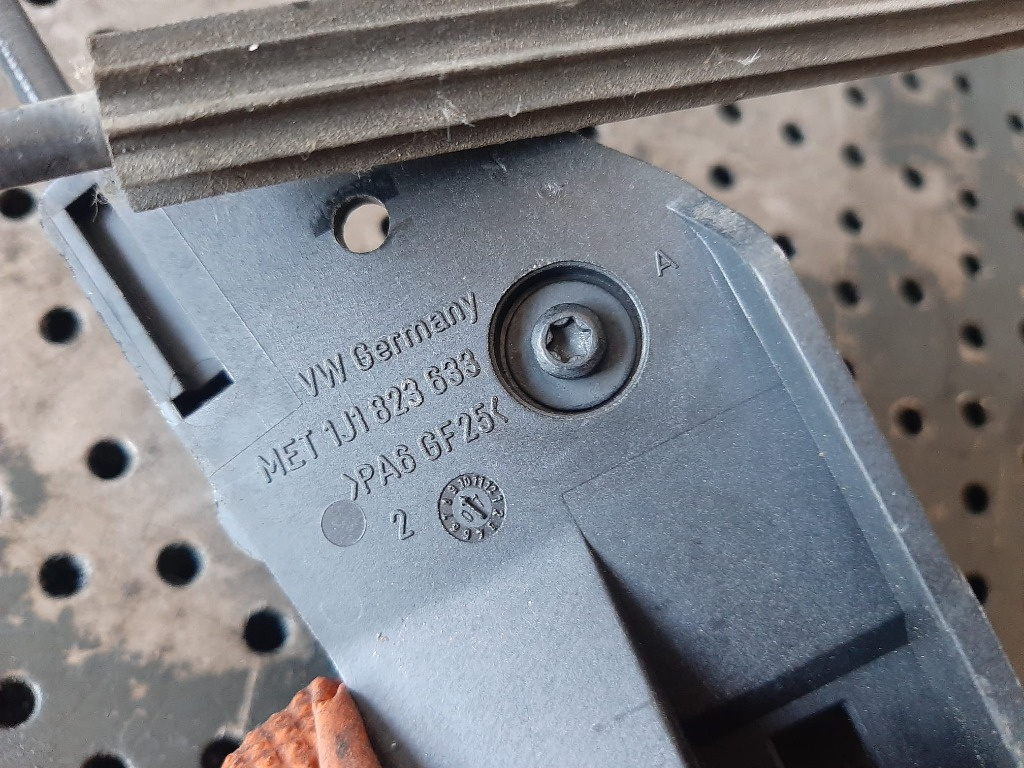 VW Germany
MET 1J1 823 633
>PA6 GF25<
2
A